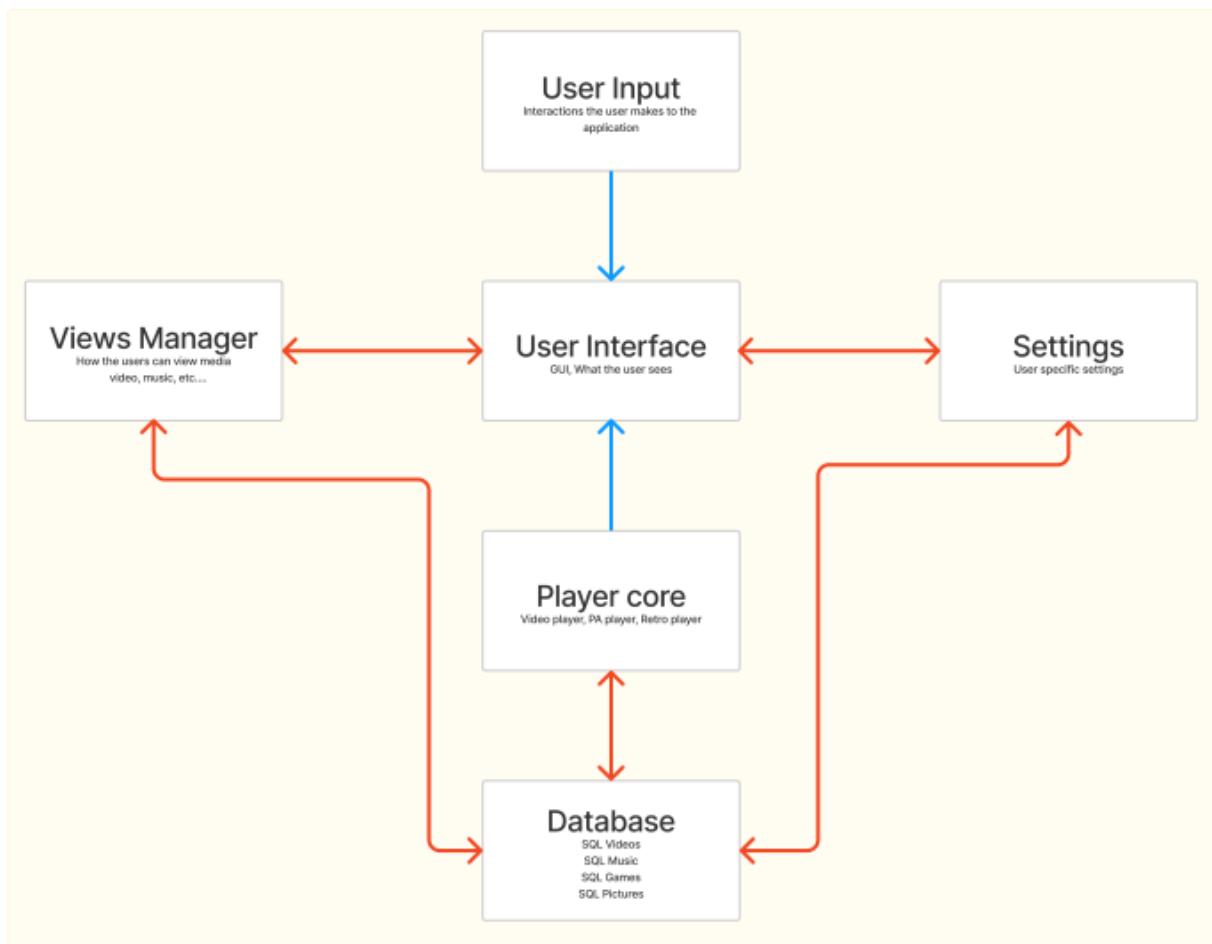 User Input
Interactions the user makes to the
application
Views Manager
How the users can view media
video, music, etc....
User Interface
GUI, What the user sees
Settings
User specific settings
Player core
Video player, PA player, Retro player
Database
SQL Videos
SQL Music
SQL Games
SQL Pictures